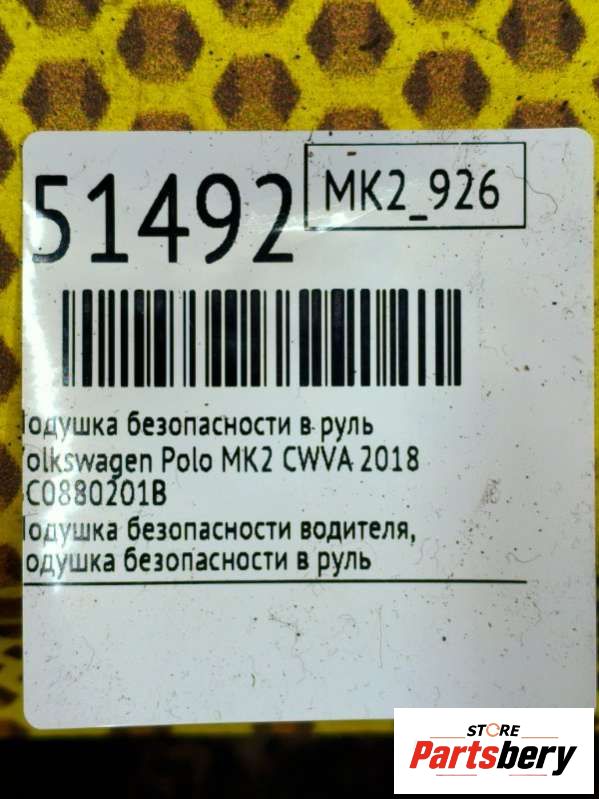 51492
MK2_926
одушка безопасности в руль
olkswagen Polo MK2 CWVA 2018
C0880201B
одушка безопасности водителя,
одушка безопасности в руль
STORE
Partsbery